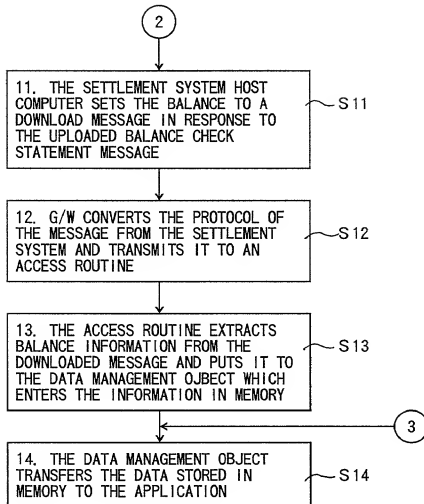 2
11. THE SETTLEMENT SYSTEM HOST
COMPUTER SETS THE BALANCE TO A
DOWNLOAD MESSAGE IN RESPONSE TO
THE UPLOADED BALANCE CHECK
STATEMENT MESSAGE
S11
12. G/W CONVERTS THE PROTOCOL OF
THE MESSAGE FROM THE SETTLEMENT
SYSTEM AND TRANSMITS IT TO AN
ACCESS ROUTINE
S12
13. THE ACCESS ROUTINE EXTRACTS
BALANCE INFORMATION FROM THE
DOWNLOADED MESSAGE AND PUTS IT TO
THE DATA MANAGEMENT OJBECT WHICH
ENTERS THE INFORMATION IN MEMORY
S13
3
14. THE DATA MANAGEMENT OBJECT
TRANSFERS THE DATA STORED IN
MEMORY TO THE APPLICATION
S14